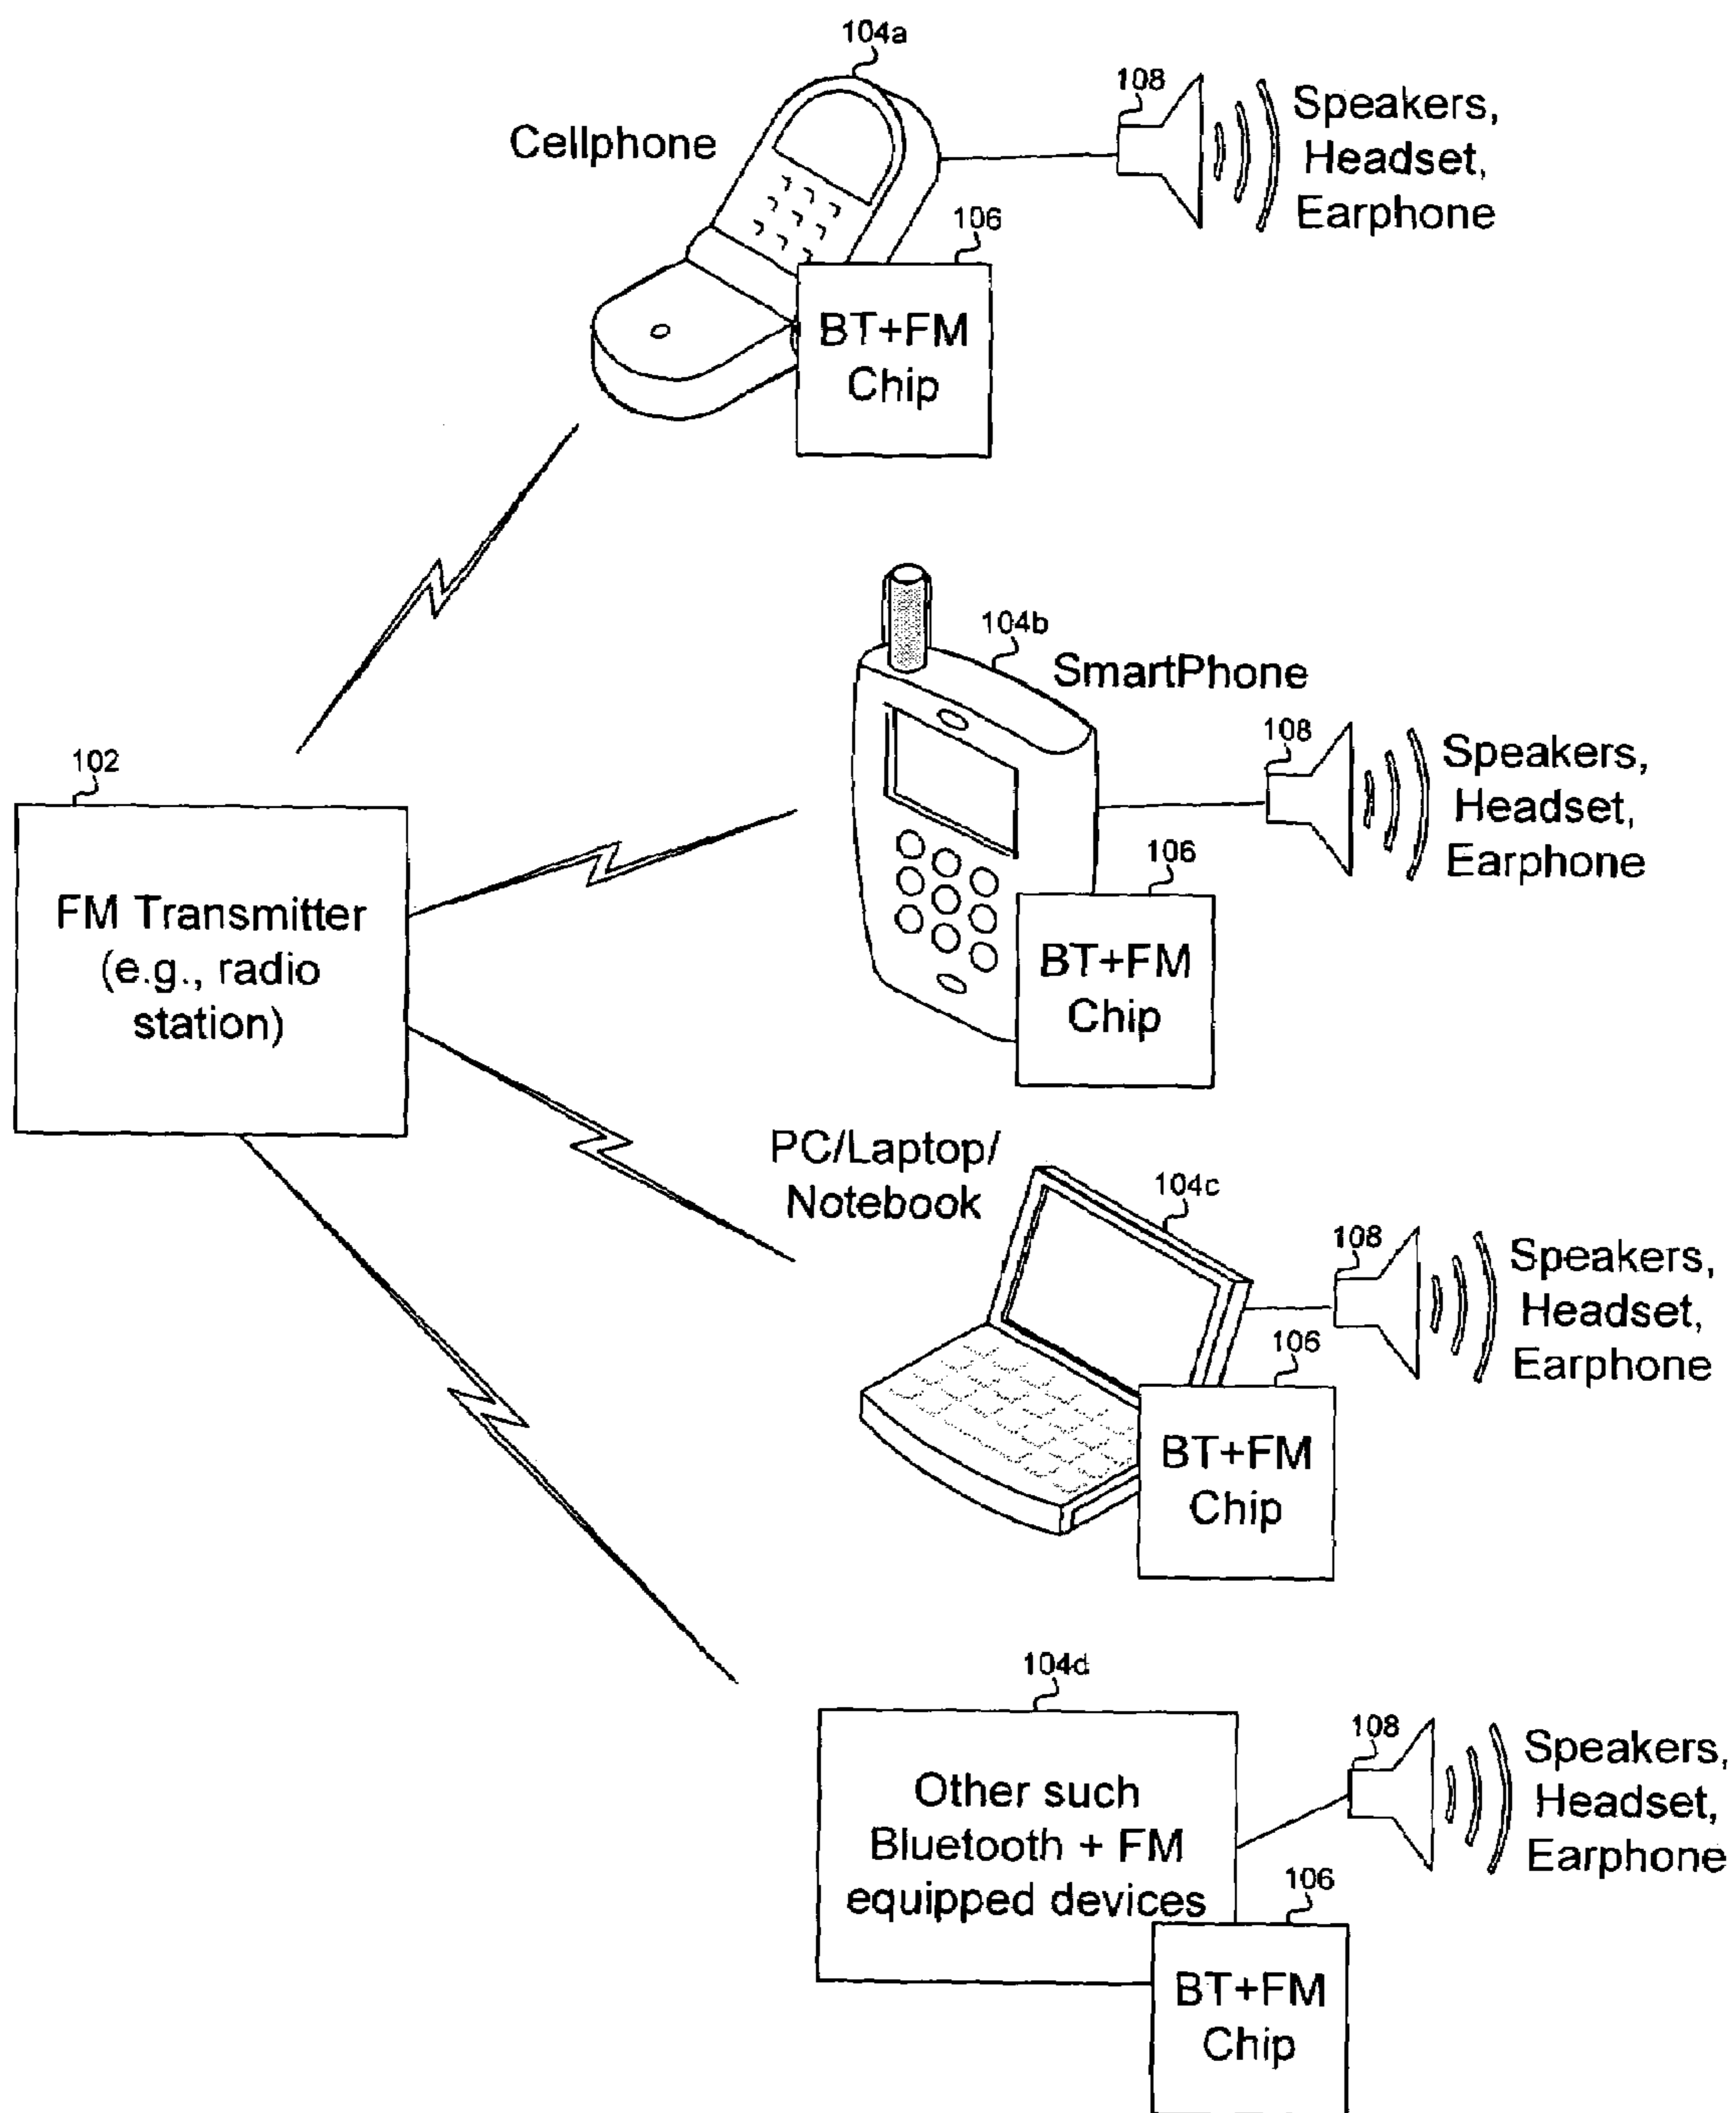 104a
Cellphone
108
Speakers,
Headset,
Earphone
106
BT+FM
Chip
104b
SmartPhone
108
Speakers,
Headset,
Earphone
106
BT+FM
Chip
102
FM Transmitter
(e.g., radio
station)
PC/Laptop/
Notebook
104c
108
Speakers,
Headset,
Earphone
106
BT+FM
Chip
104d
Other such
Bluetooth + FM
equipped devices
108
Speakers,
Headset,
Earphone
106
BT+FM
Chip